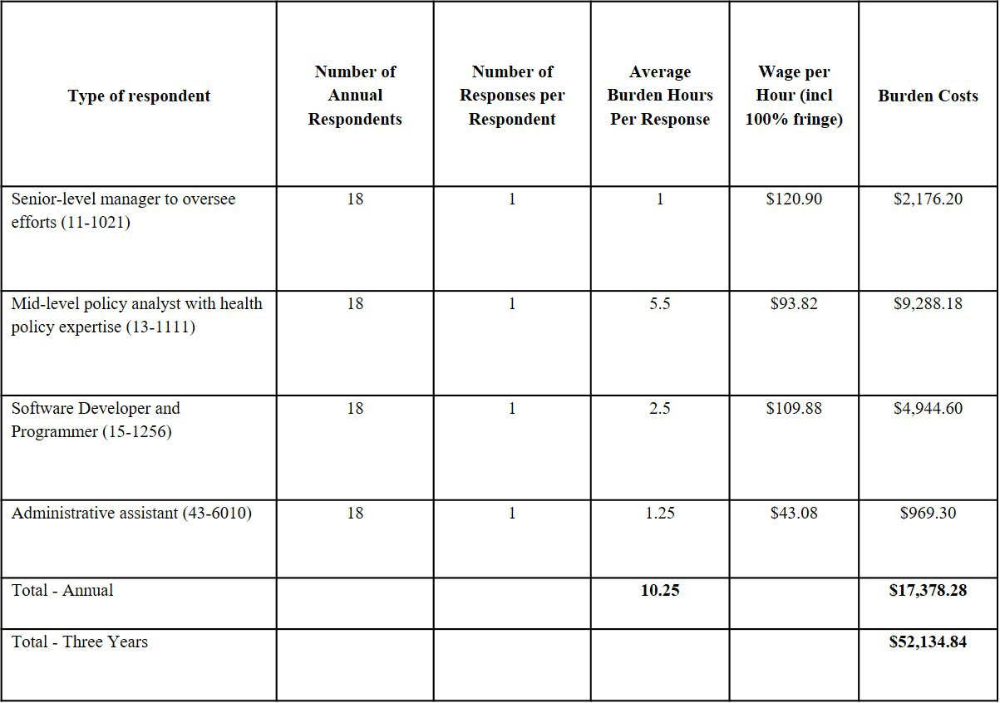 Type of respondent
Number of
Annual
Respondents
Number of
Responses per
Respondent
Average
Burden Hours
Per Response
Wage per
Hour (incl
100% fringe)
Burden Costs
Senior-level manager to oversee
efforts (11-1021)
18
1
1
$120.90
$2,176.20
Mid-level policy analyst with health
policy expertise (13-1111)
18
1
5.5
$93.82
$9,288.18
Software Developer and
Programmer (15-1256)
18
1
2.5
$109.88
$4,944.60
Administrative assistant (43-6010)
18
1
1.25
$43.08
$969.30
Total - Annual
10.25
$17,378.28
Total - Three Years
$52,134.84